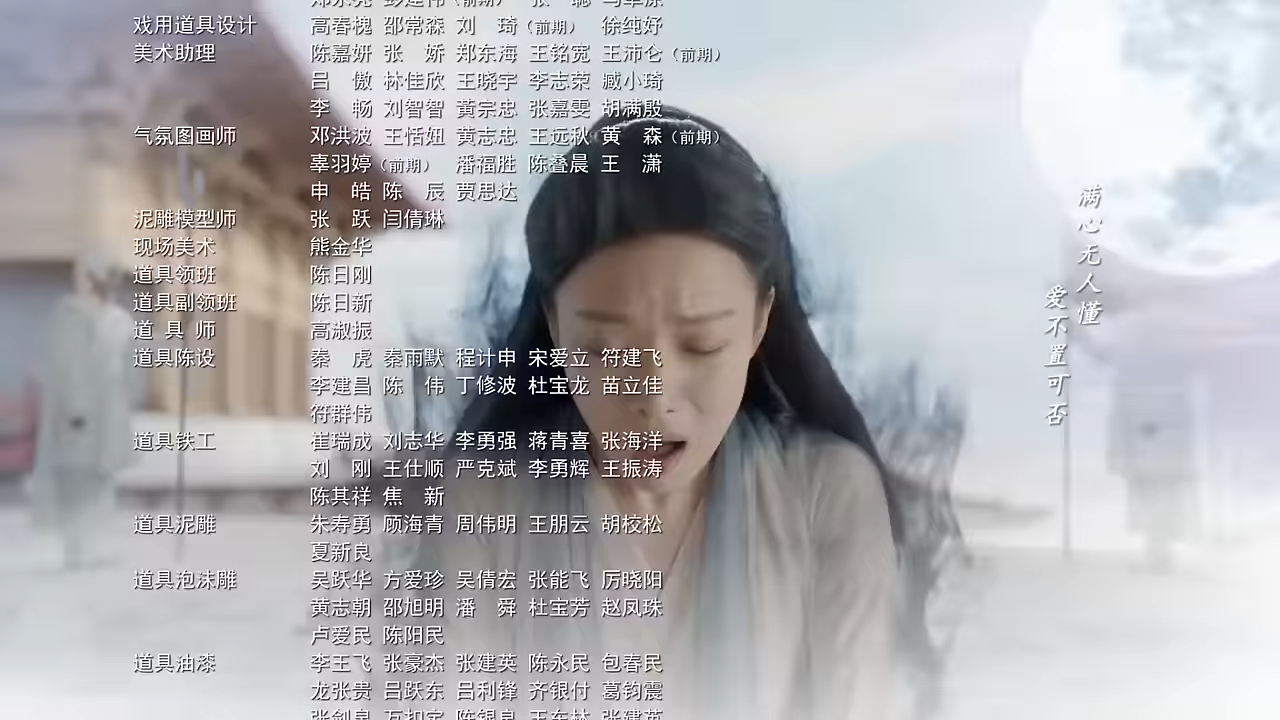 戏用道具设计 高春槐 邵常森 刘 琦（前期） 徐纯妤
美术助理 陈嘉妍 张 娇 郑东海 王铭宽 王沛仑（前期）
吕 傲 林佳欣 王晓宇 李志荣 臧小琦
李 畅 刘智智 黄宗忠 张嘉雯 胡满殷
气氛图画师 邓洪波 王恬妞 黄志忠 王远秋 黄 森（前期）
辜羽婷（前期） 潘福胜 陈叠晨 王 潇
申 皓 陈 辰 贾思达
泥雕模型师 张 跃 闫倩琳
现场美术 熊金华
道具领班 陈日刚
道具副领班 陈日新
道 具 师 高淑振
道具陈设 秦 虎 秦雨默 程计申 宋爱立 符建飞
李建昌 陈 伟 丁修波 杜宝龙 苗立佳
符群伟
道具铁工 崔瑞成 刘志华 李勇强 蒋青喜 张海洋
刘 刚 王仕顺 严克斌 李勇辉 王振涛
陈其祥 焦 新
道具泥雕 朱寿勇 顾海青 周伟明 王朋云 胡校松
夏新良
道具泡沫雕 吴跃华 方爱珍 吴倩宏 张能飞 厉晓阳
黄志朝 邵旭明 潘 舜 杜宝芳 赵凤珠
卢爱民 陈阳民
道具油漆 李王飞 张豪杰 张建英 陈永民 包春民
龙张贵 吕跃东 吕利锋 齐银付 葛钧震
满心无人懂
爱不置可否